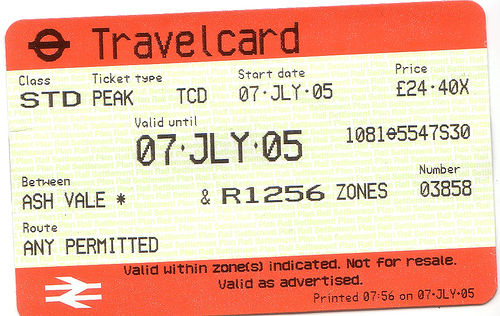 Travelcard
Class Ticket type Start date Price
STD PEAK TCD 07·JLY·05 £24·40X
Valid until
07·JLY·05 1081 5547S30
Between Number
ASH VALE * & R1256 ZONES 03858
Route
ANY PERMITTED
Valid within zone(s) indicated. Not for resale.
Valid as advertised.
Printed 07:56 on 07·JLY·05